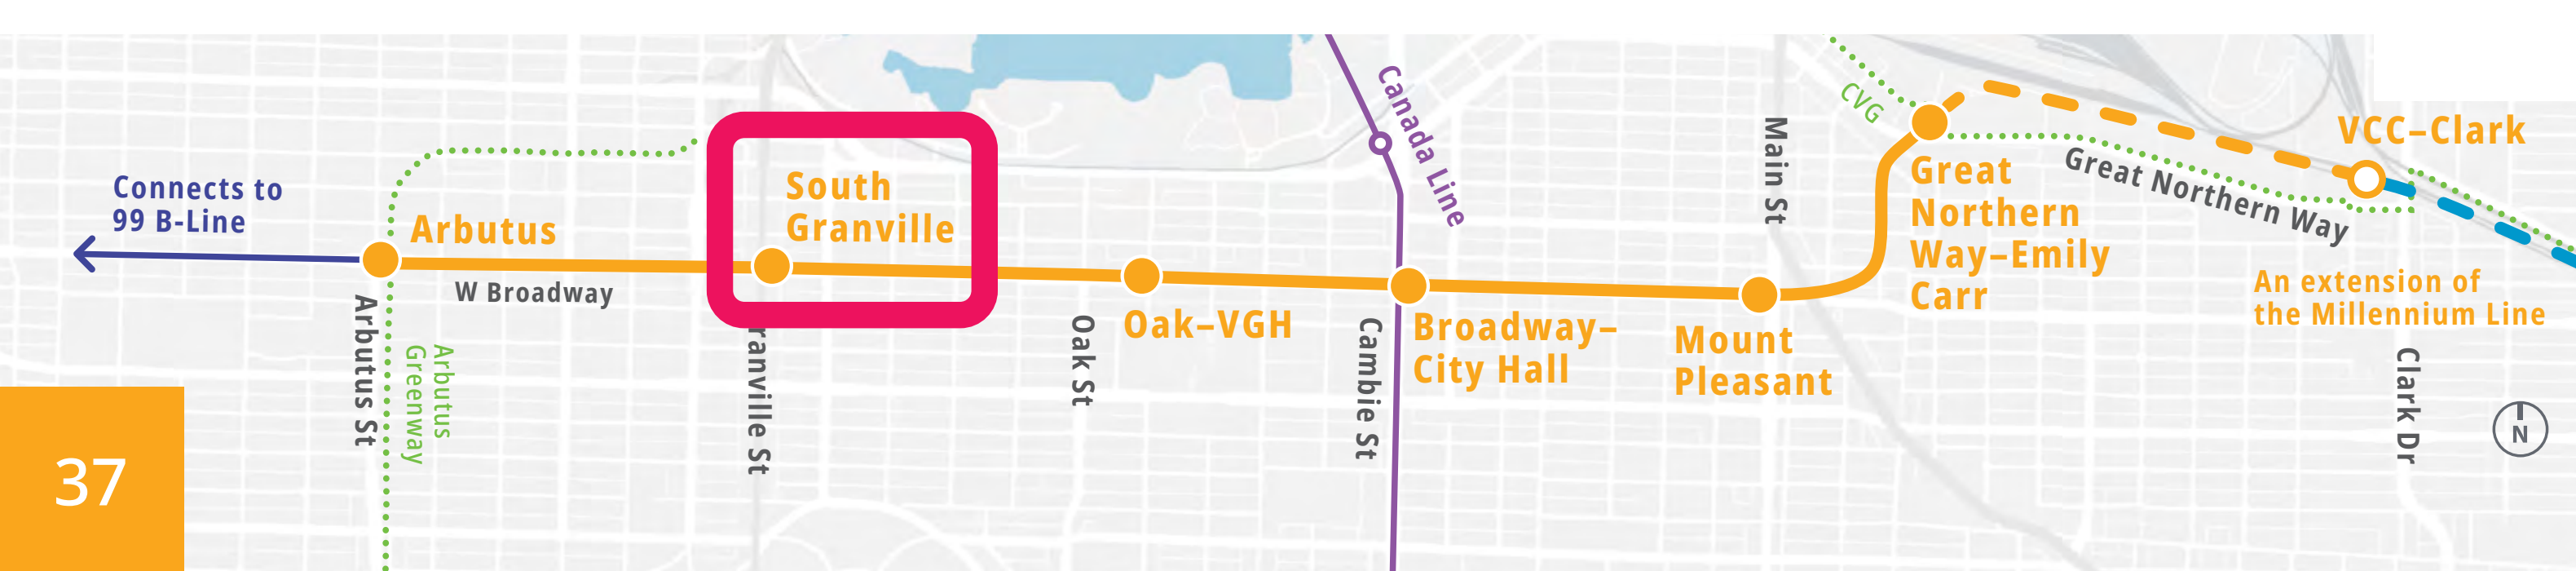 Connects to
99 B-Line
Arbutus
W Broadway
Arbutus St
Arbutus
Greenway
South
Granville
ranville St
Oak–VGH
Oak St
Canada Line
Cambie St
Broadway–
City Hall
Main St
Mount
Pleasant
CVG
Great
Northern
Way–Emily
Carr
Great Northern Way
VCC–Clark
An extension of
the Millennium Line
Clark Dr
N
37